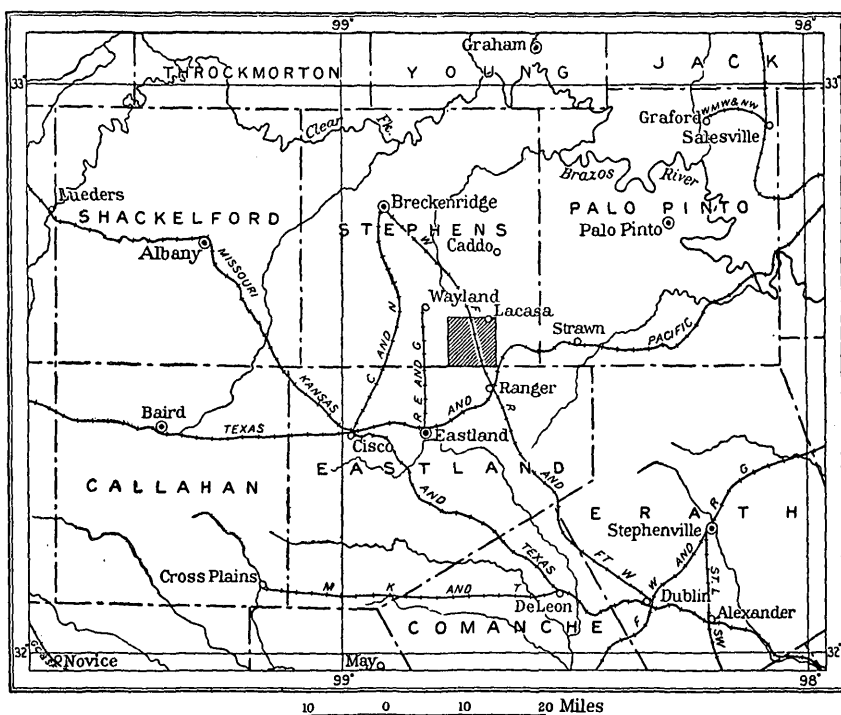 99° 98°
Graham
33° THROCKMORTON YOUNG JACK 33°
Clear Fk.
Graford WMW&NW
Salesville
Brazos River
Lueders
SHACKELFORD
Breckenridge
STEPHENS
PALO PINTO
Palo Pinto
Albany
Caddo
MISSOURI
KANSAS
AND
TEXAS
Wayland
Lacasa
Strawn
W F R AND FT W
C AND N
R E AND G
Ranger
TEXAS AND PACIFIC
Baird
Cisco
Eastland
EASTLAND
CALLAHAN
ERATH
Stephenville
F W AND R G
ST. L SW
Cross Plains
M K AND T
DeLeon
Dublin
Alexander
COMANCHE
32° 32°
Novice
May
99° 98°
10 0 10 20 Miles